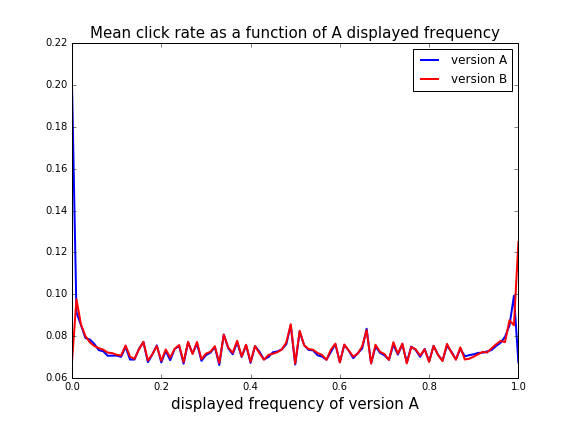 Mean click rate as a function of A displayed frequency
version A
version B
0.22
0.20
0.18
0.16
0.14
0.12
0.10
0.08
0.06
0.0 0.2 0.4 0.6 0.8 1.0
displayed frequency of version A